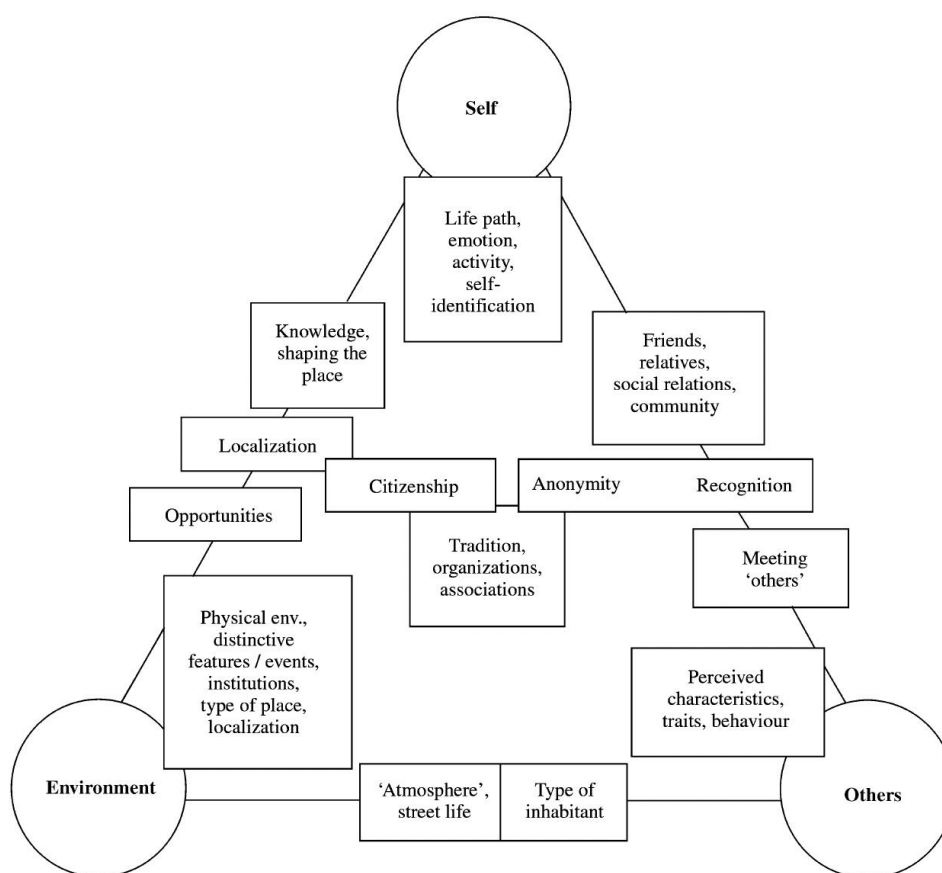 Self
Life path,
emotion,
activity,
self-
identification
Knowledge,
shaping the
place
Friends,
relatives,
social relations,
community
Localization
Citizenship
Anonymity
Recognition
Opportunities
Tradition,
organizations,
associations
Meeting
‘others’
Physical env.,
distinctive
features / events,
institutions,
type of place,
localization
Perceived
characteristics,
traits, behaviour
Environment
‘Atmosphere’,
street life
Type of
inhabitant
Others